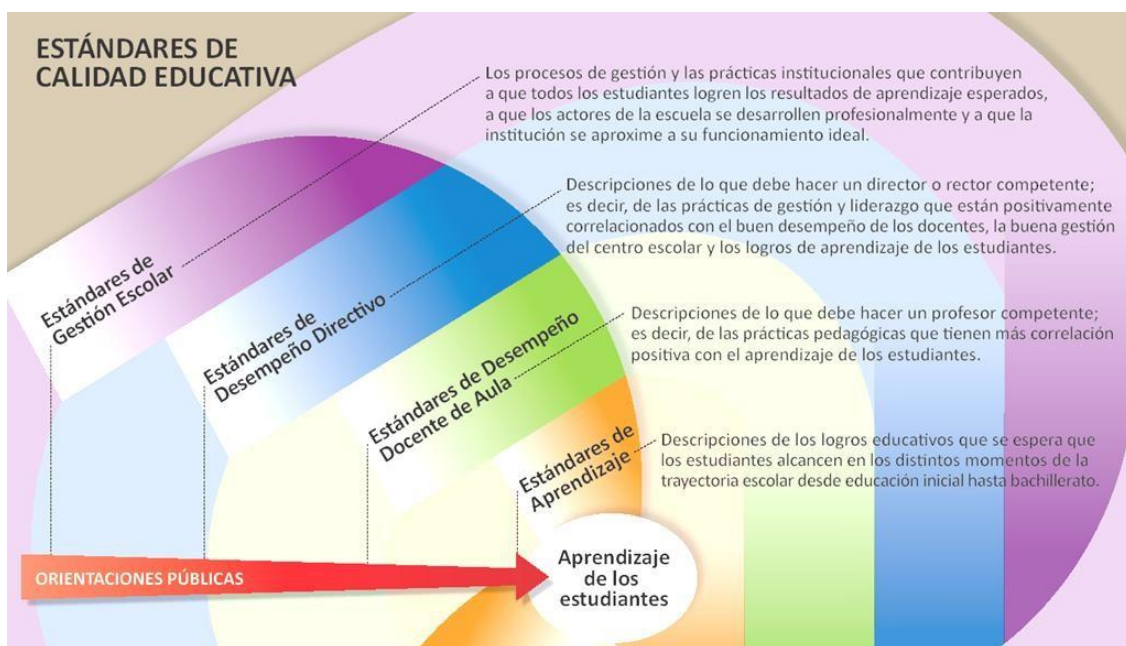 ESTÁNDARES DE
CALIDAD EDUCATIVA
Los procesos de gestión y las prácticas institucionales que contribuyen
a que todos los estudiantes logren los resultados de aprendizaje esperados,
a que los actores de la escuela se desarrollen profesionalmente y a que la
institución se aproxime a su funcionamiento ideal.
Estándares de
Gestión Escolar
Descripciones de lo que debe hacer un director o rector competente;
es decir, de las prácticas de gestión y liderazgo que están positivamente
correlacionados con el buen desempeño de los docentes, la buena gestión
del centro escolar y los logros de aprendizaje de los estudiantes.
Estándares de
Desempeño Directivo
Descripciones de lo que debe hacer un profesor competente;
es decir, de las prácticas pedagógicas que tienen más correlación
positiva con el aprendizaje de los estudiantes.
Estándares de Desempeño
Docente de Aula
Descripciones de los logros educativos que se espera que
los estudiantes alcancen en los distintos momentos de la
trayectoria escolar desde educación inicial hasta bachillerato.
Estándares de
Aprendizaje
ORIENTACIONES PÚBLICAS
Aprendizaje
de los
estudiantes